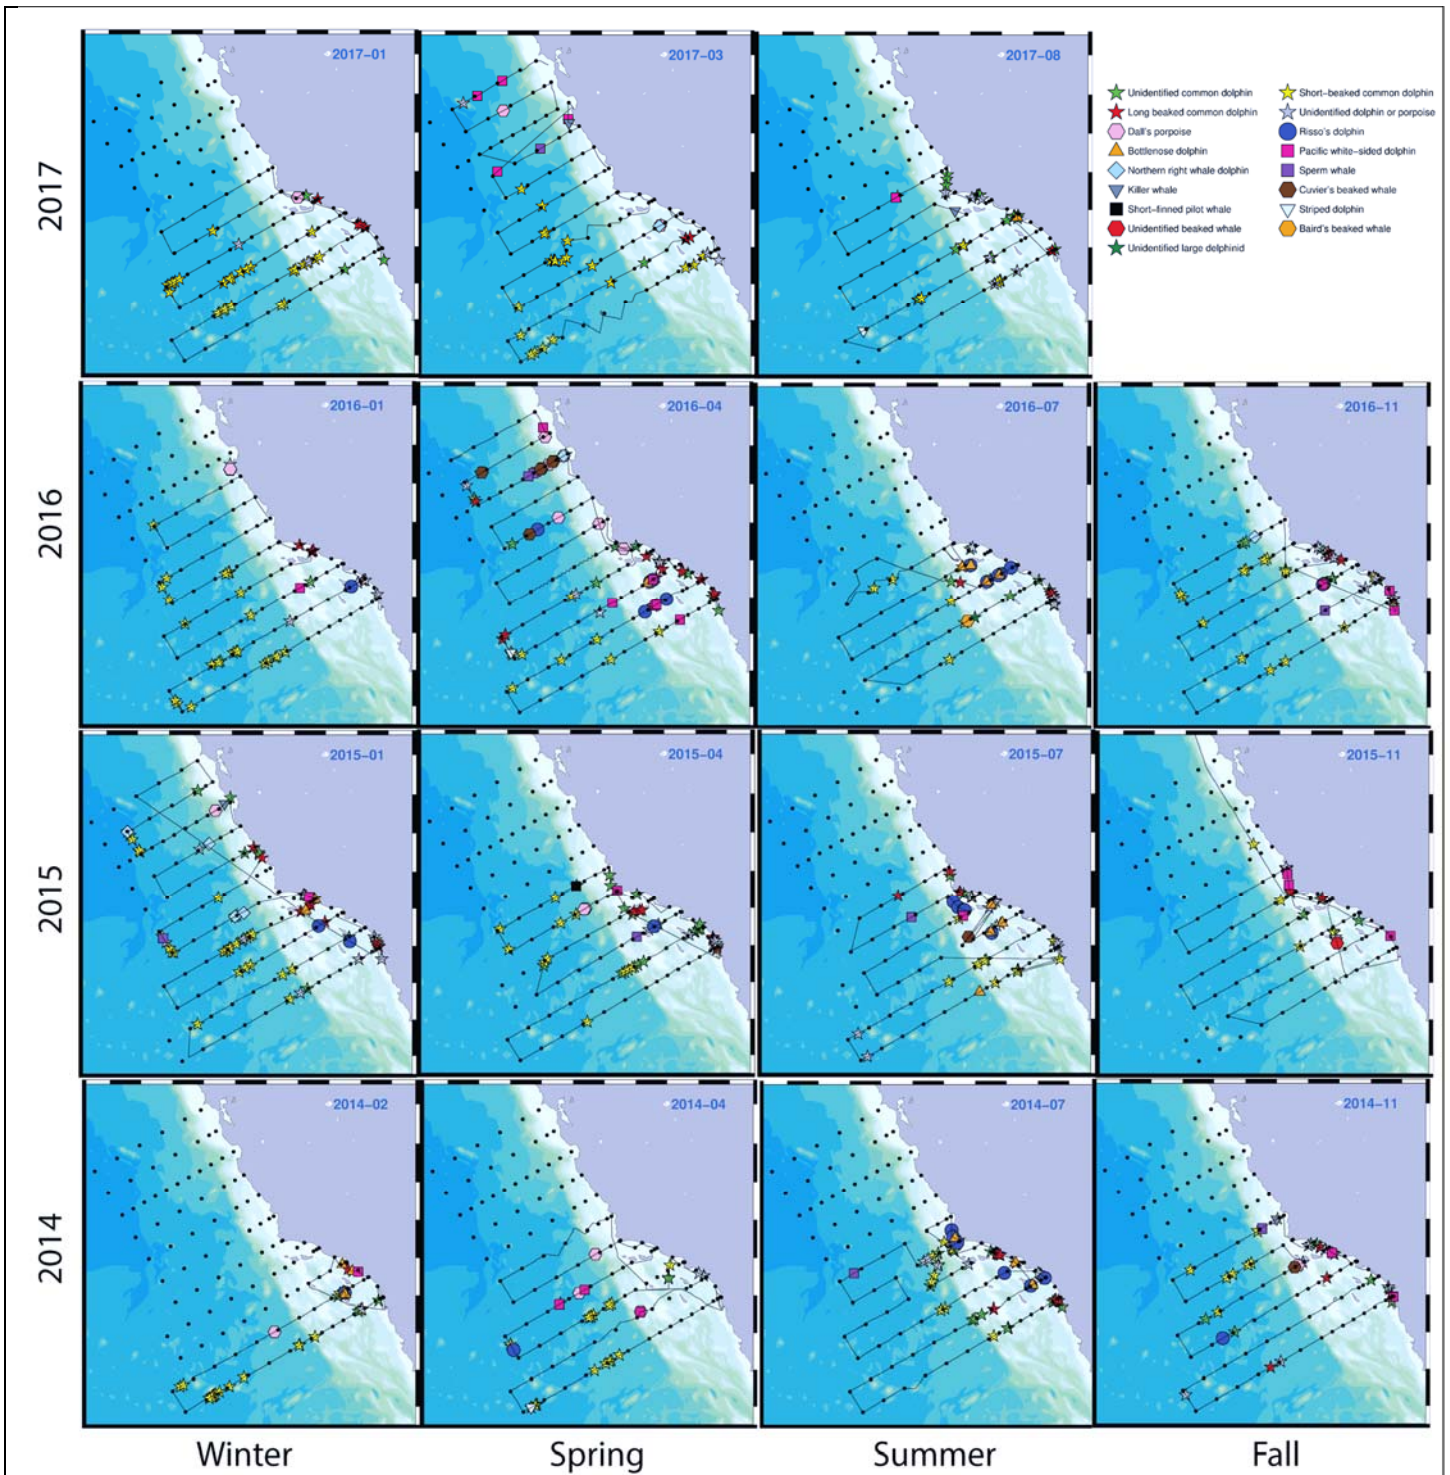 2017-01
2017-03
2017-08
Unidentified common dolphin
Short-beaked common dolphin
Long beaked common dolphin
Unidentified dolphin or porpoise
Dall's porpoise
Risso's dolphin
Bottlenose dolphin
Pacific white-sided dolphin
Northern right whale dolphin
Sperm whale
Killer whale
Cuvier's beaked whale
Short-finned pilot whale
Striped dolphin
Unidentified beaked whale
Baird's beaked whale
Unidentified large delphinid
2017
2016-01
2016-04
2016-07
2016-11
2016
2015-01
2015-04
2015-07
2015-11
2015
2014-02
2014-04
2014-07
2014-11
2014
Winter
Spring
Summer
Fall